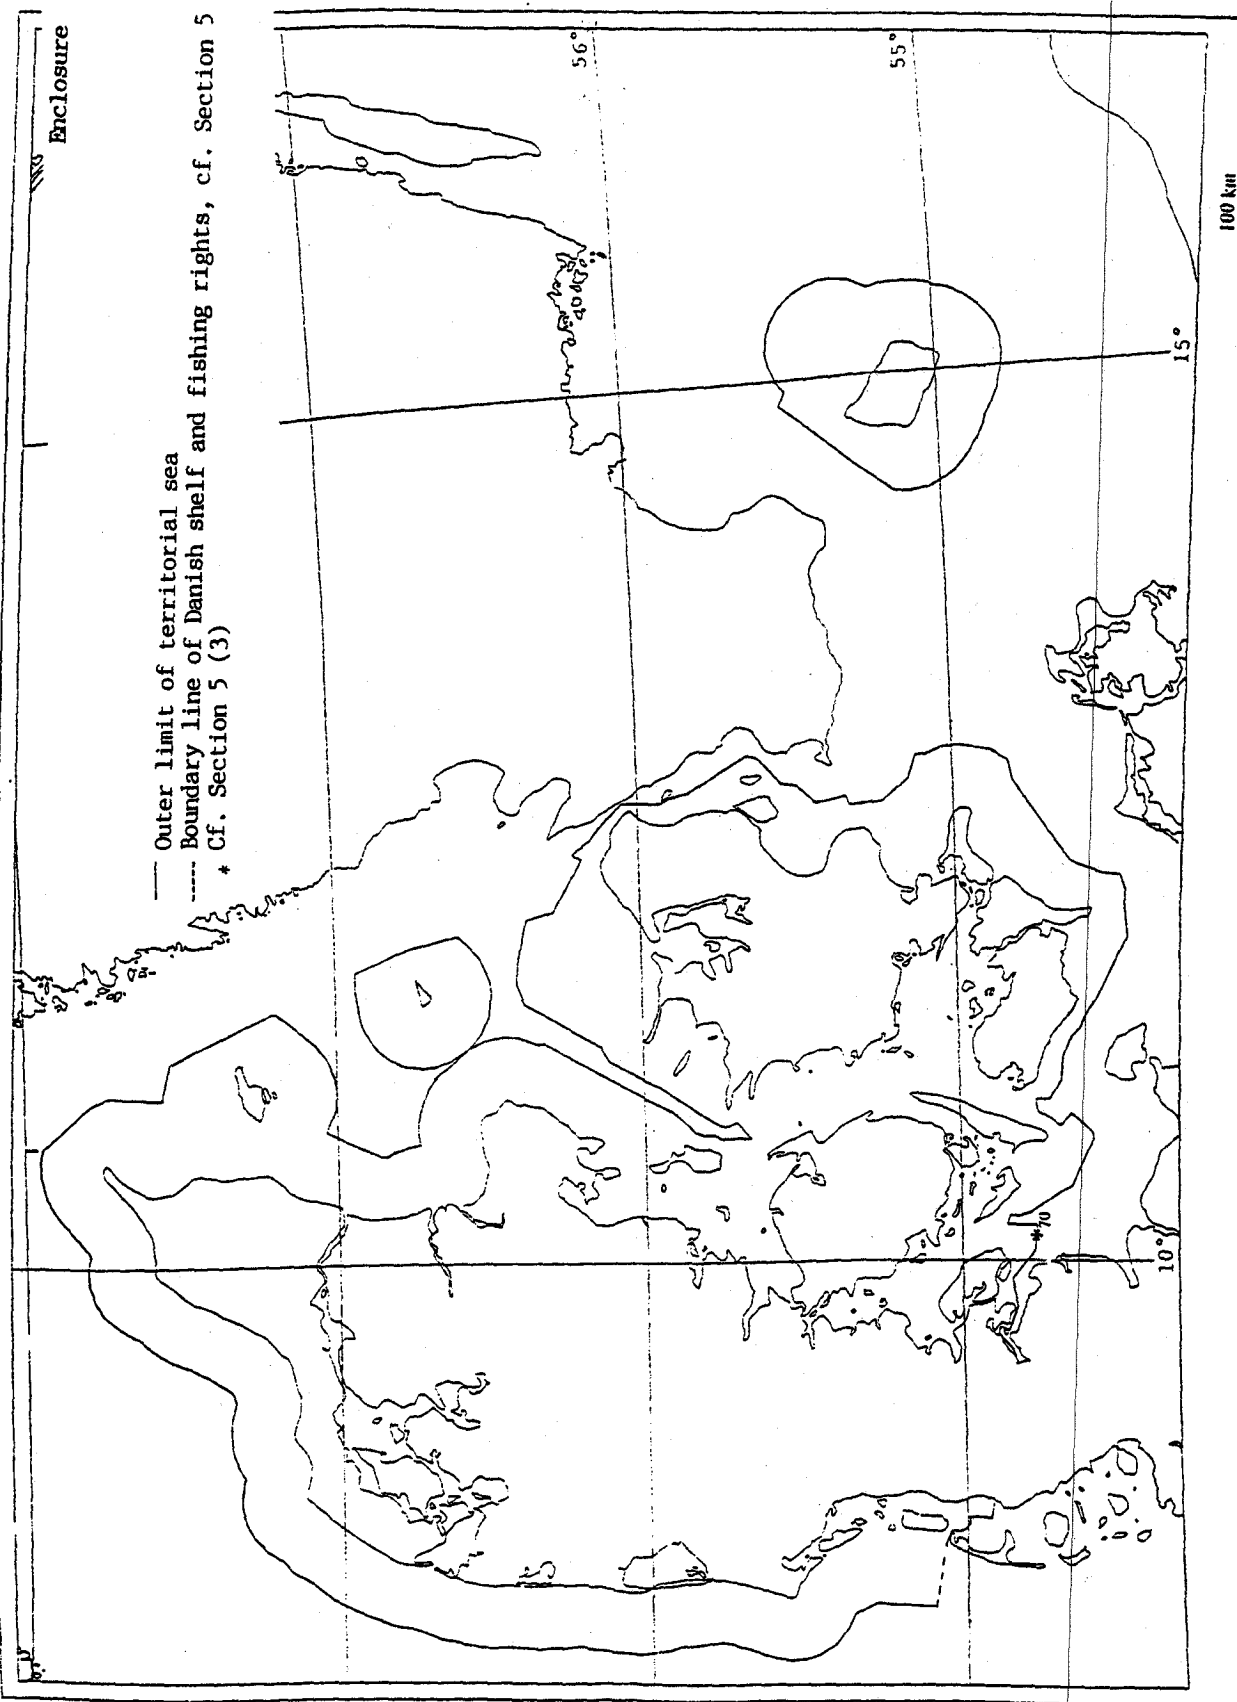 Enclosure
— Outer limit of territorial sea
---- Boundary line of Danish shelf and fishing rights, cf. Section 5
* Cf. Section 5 (3)
56°
55°
15°
10°
*70
100 km